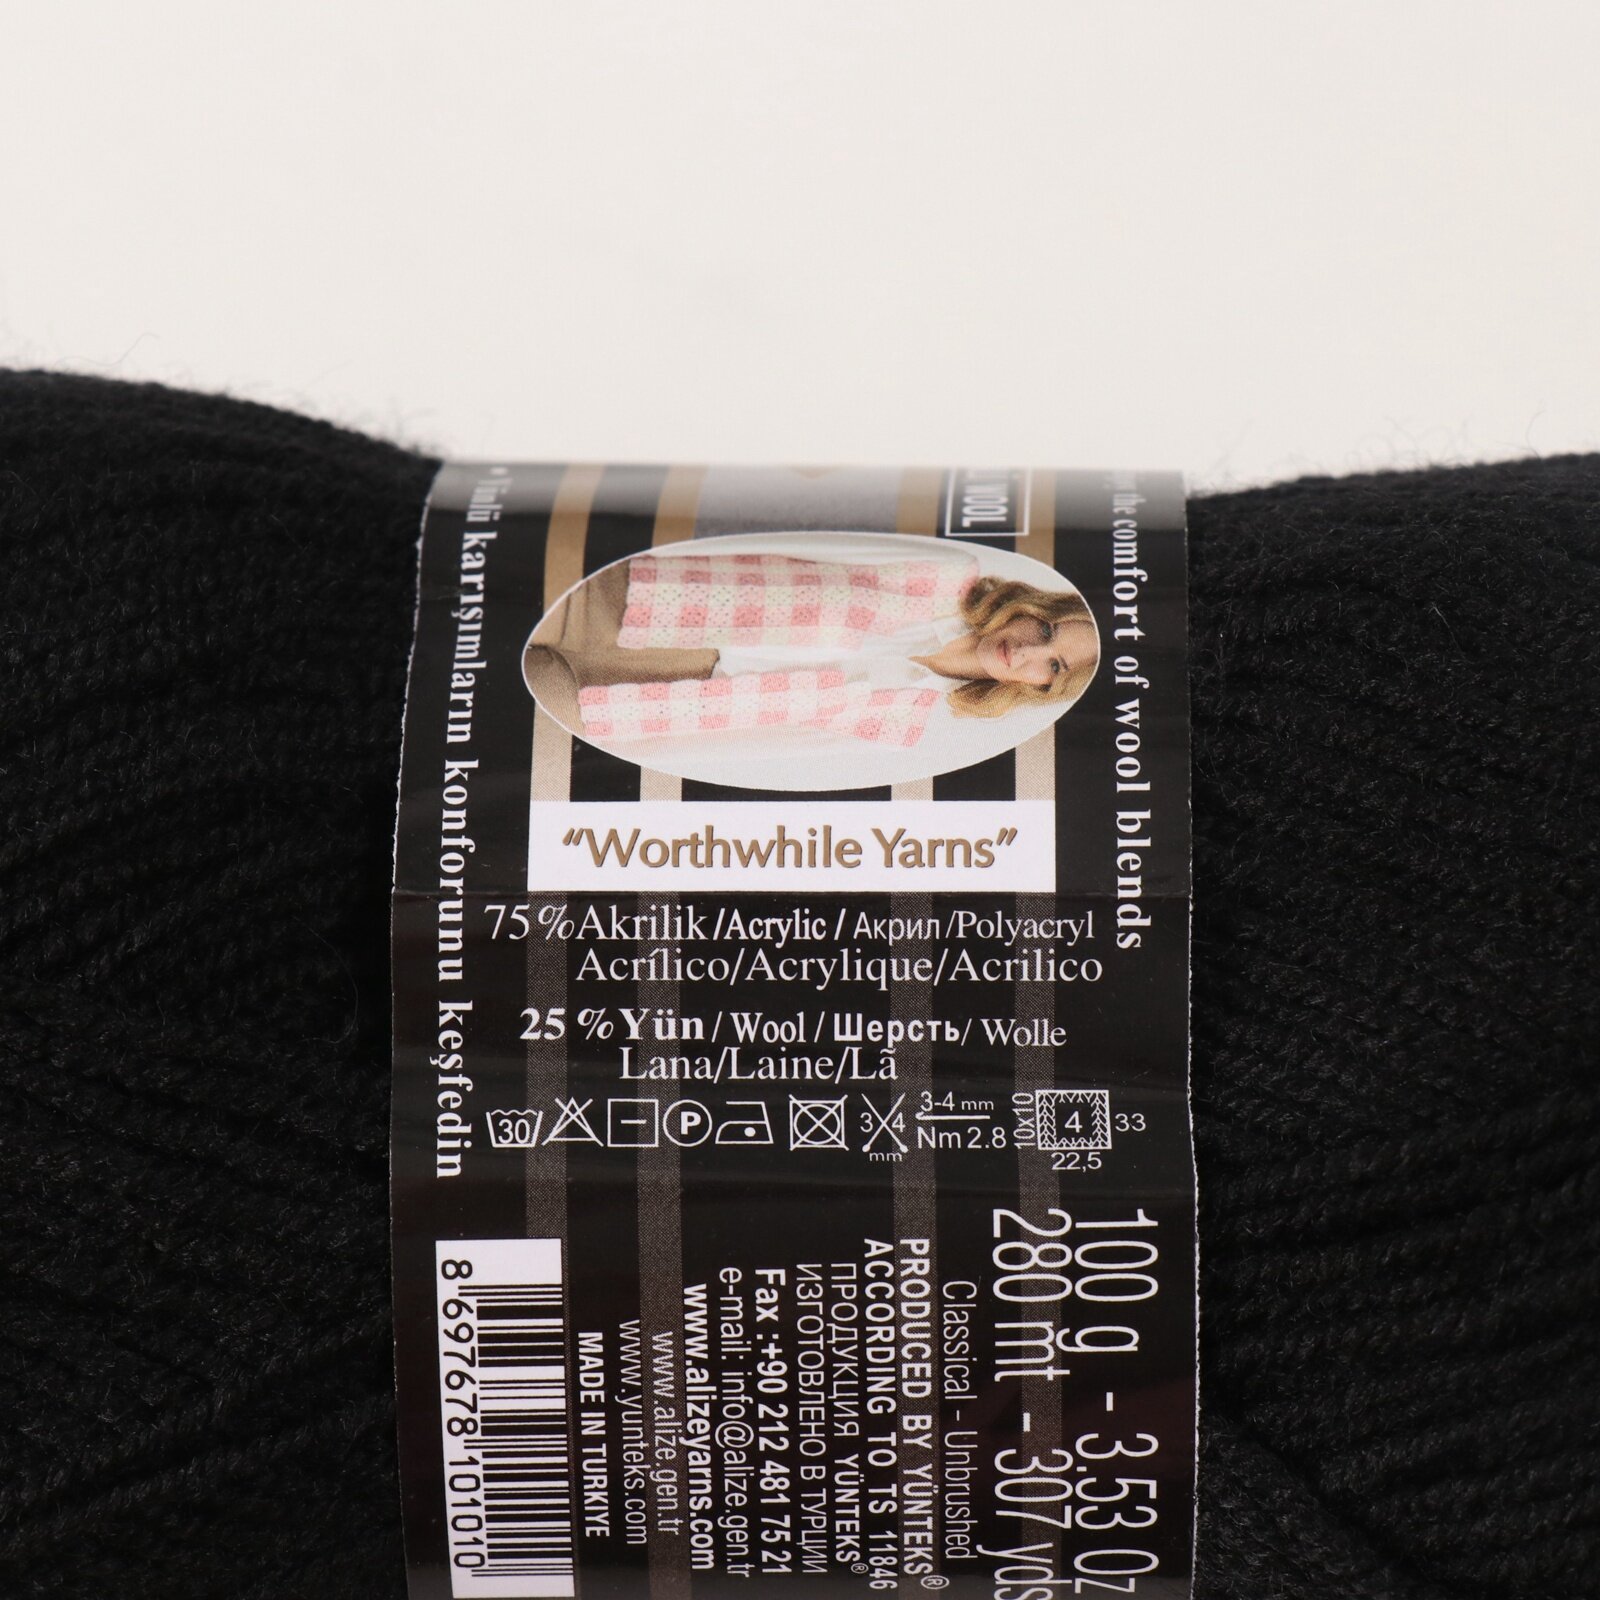 WOOL
the comfort of wool blends
• Yünlü karışımların konforunu keşfedin
“Worthwhile Yarns”
75% Akrilik/Acrylic/Акрил/Polyacryl
Acrílico/Acrylique/Acrilico
25% Yün/Wool/Шерсть/Wolle
Lana/Laine/Lã
30
P
3 4
mm
3-4 mm
Nm 2.8
10X10
4
33
22,5
100 g - 3.53 Oz
280 mt - 307 yds
Classical - Unbrushed
PRODUCED BY YÜNTEKS®
ACCORDING TO TS 11846
ПРОДУКЦИЯ YÜNTEKS®
ИЗГОТОВЛЕНО В ТУРЦИИ
Fax :+90 212 481 75 21
e-mail: info@alize.gen.tr
www.alizeyarns.com
www.alize.gen.tr
www.yunteks.com
MADE IN TURKIYE
8 697678 101010